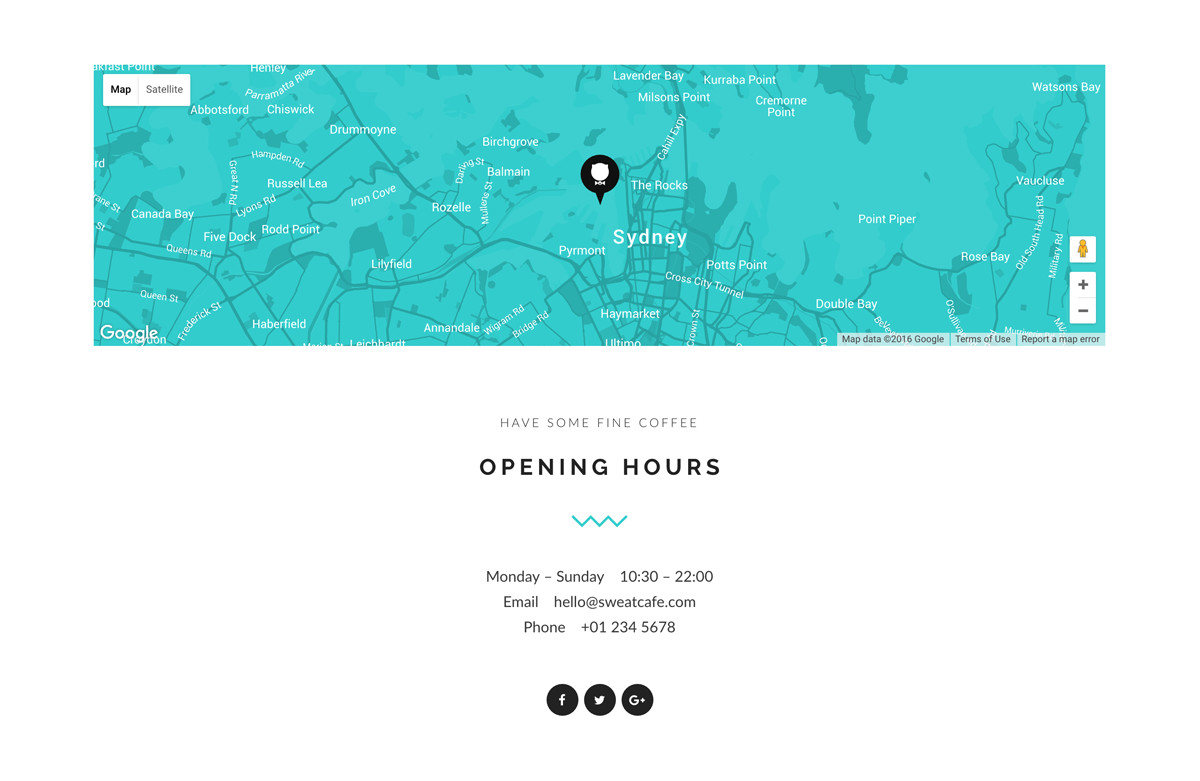 akfast Point
Henley
Parramatta River
Lavender Bay
Kurraba Point
Map Satellite
Watsons Bay
Milsons Point
Cremorne
Point
Abbotsford
Chiswick
Drummoyne
Cahill Expy
Birchgrove
Hampden Rd
Darling St
Balmain
Great N Rd
Russell Lea
Iron Cove
Mullens St
The Rocks
Vaucluse
Lyons Rd
Rozelle
Canada Bay
Point Piper
Old South Head Rd
Five Dock
Rodd Point
Sydney
Military Rd
Queens Rd
Pyrmont
Rose Bay
Lilyfield
Potts Point
Cross City Tunnel
Queen St
Double Bay
Frederick St
Haberfield
Annandale
Wigram Rd
Bridge Rd
Haymarket
Crown St
Google
Croydon
Leichhardt
Ultimo
Map data ©2016 Google
Terms of Use
Report a map error
HAVE SOME FINE COFFEE
OPENING HOURS
Monday – Sunday 10:30 – 22:00
Email hello@sweatcafe.com
Phone +01 234 5678